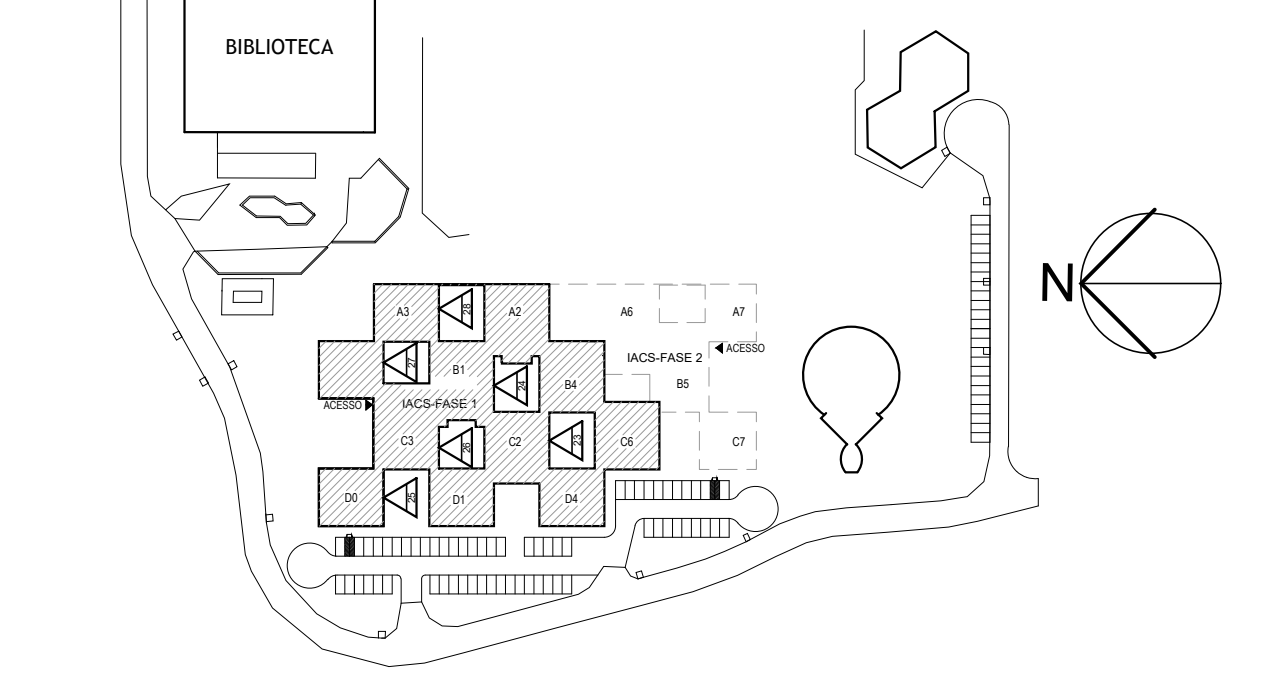 BIBLIOTECA
N
28
A3
A2
A6
A7
ACESSO
IACS-FASE 2
27
B1
24
B4
B5
ACESSO
IACS-FASE 1
C3
26
C2
23
C6
C7
D0
25
D1
D4